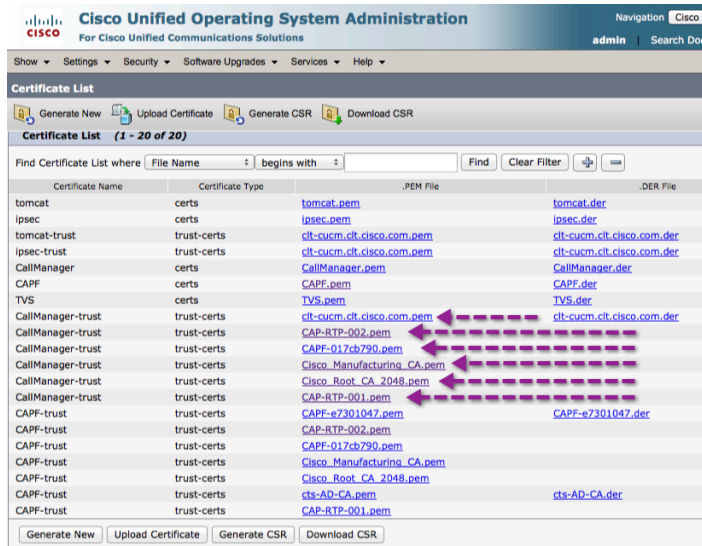 Cisco Unified Operating System Administration
For Cisco Unified Communications Solutions
CISCO
Navigation Cisco
admin Search Do
Show Settings Security Software Upgrades Services Help
Certificate List
Generate New Upload Certificate Generate CSR Download CSR
Certificate List (1 - 20 of 20)
Find Certificate List where File Name begins with Find Clear Filter
Certificate Name Certificate Type .PEM File .DER File
tomcat certs tomcat.pem tomcat.der
ipsec certs ipsec.pem ipsec.der
tomcat-trust trust-certs clt-cucm.clt.cisco.com.pem clt-cucm.clt.cisco.com.der
ipsec-trust trust-certs clt-cucm.clt.cisco.com.pem clt-cucm.clt.cisco.com.der
CallManager certs CallManager.pem CallManager.der
CAPF certs CAPF.pem CAPF.der
TVS certs TVS.pem TVS.der
CallManager-trust trust-certs clt-cucm.clt.cisco.com.pem clt-cucm.clt.cisco.com.der
CallManager-trust trust-certs CAP-RTP-002.pem
CallManager-trust trust-certs CAPF-017cb790.pem
CallManager-trust trust-certs Cisco_Manufacturing_CA.pem
CallManager-trust trust-certs Cisco_Root_CA_2048.pem
CallManager-trust trust-certs CAP-RTP-001.pem
CAPF-trust trust-certs CAPF-e7301047.pem CAPF-e7301047.der
CAPF-trust trust-certs CAP-RTP-002.pem
CAPF-trust trust-certs CAPF-017cb790.pem
CAPF-trust trust-certs Cisco_Manufacturing_CA.pem
CAPF-trust trust-certs Cisco_Root_CA_2048.pem
CAPF-trust trust-certs cts-AD-CA.pem cts-AD-CA.der
CAPF-trust trust-certs CAP-RTP-001.pem
Generate New Upload Certificate Generate CSR Download CSR